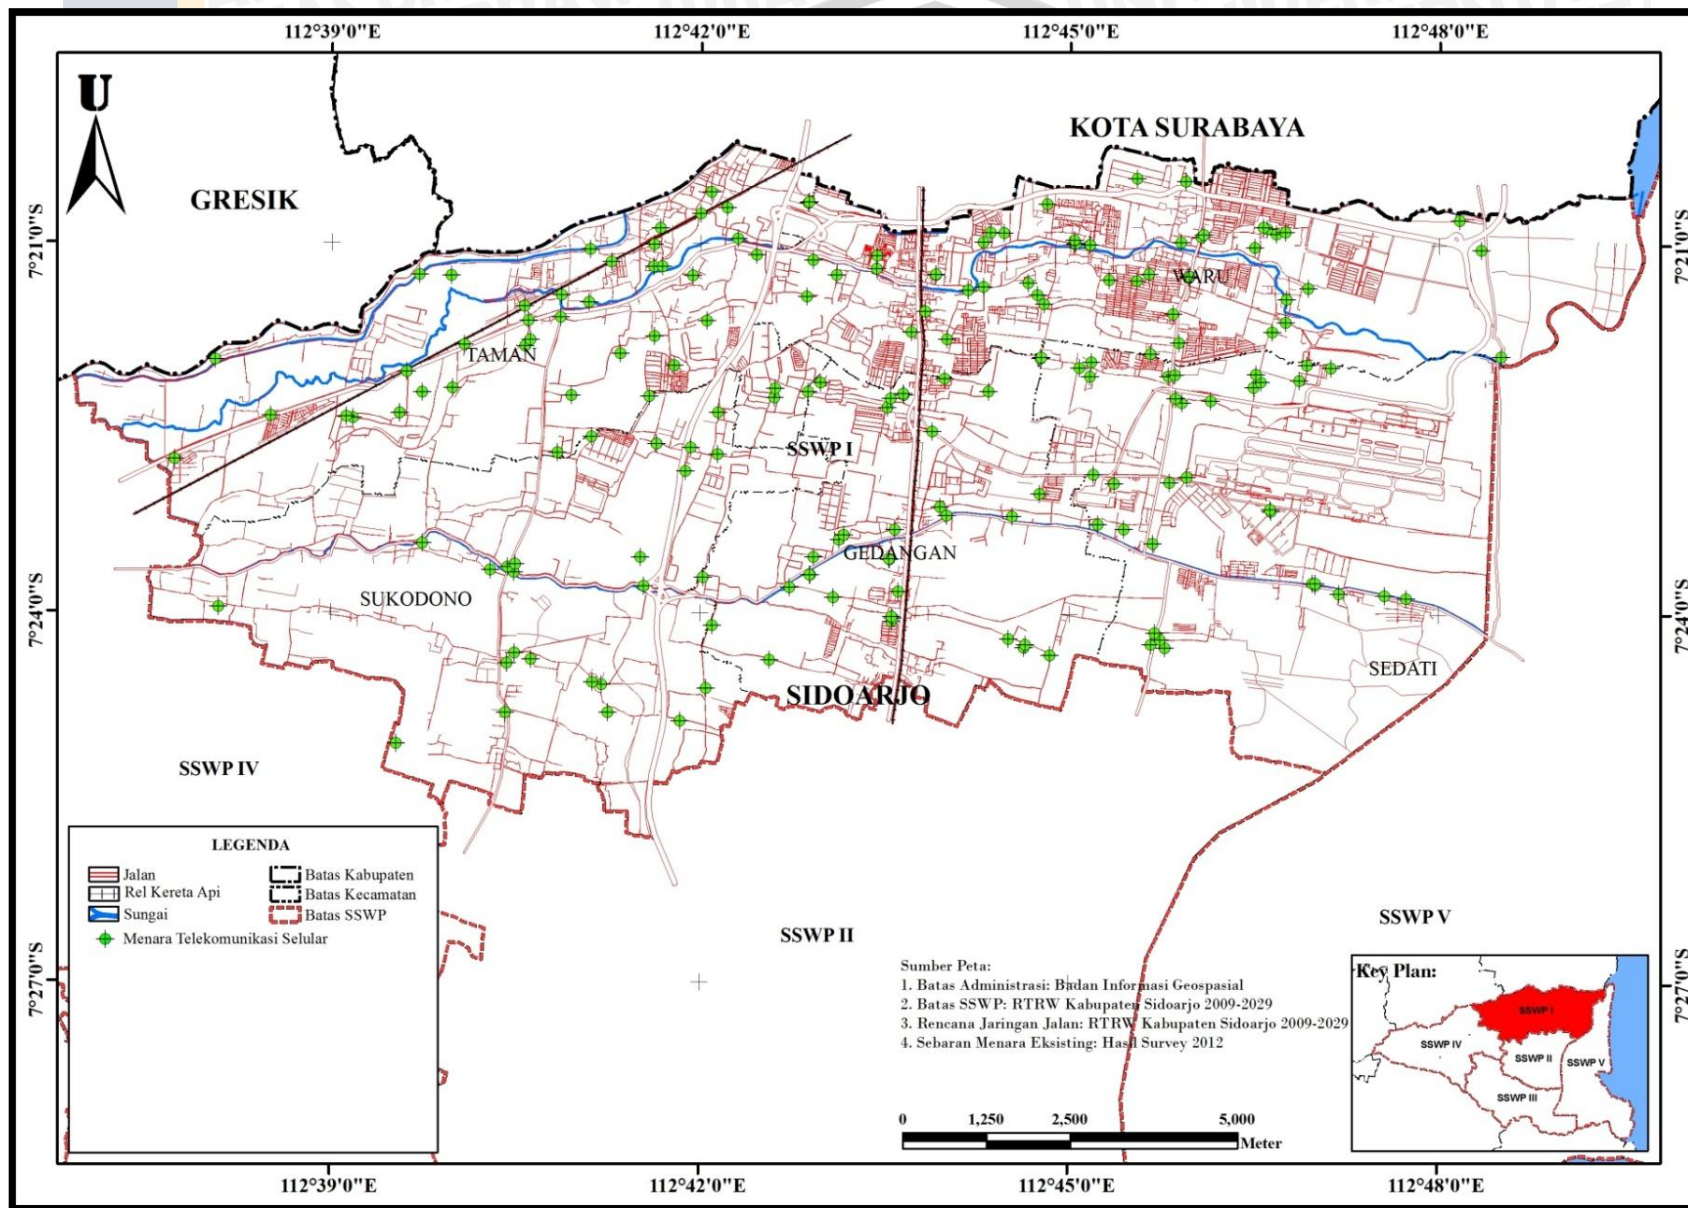 112°39'0"E
112°42'0"E
112°45'0"E
112°48'0"E
U
KOTA SURABAYA
GRESIK
7°21'0"S
7°21'0"S
WARU
TAMAN
SSWP I
GEDANGAN
SUKODONO
7°24'0"S
7°24'0"S
SEDATI
SIDOARJO
SSWP IV
LEGENDA
Jalan
Rel Kereta Api
Sungai
Menara Telekomunikasi Selular
Batas Kabupaten
Batas Kecamatan
Batas SSWP
SSWP II
SSWP V
7°27'0"S
7°27'0"S
Sumber Peta:
1. Batas Administrasi: Badan Informasi Geospasial
2. Batas SSWP: RTRW Kabupaten Sidoarjo 2009-2029
3. Rencana Jaringan Jalan: RTRW Kabupaten Sidoarjo 2009-2029
4. Sebaran Menara Eksisting: Hasil Survey 2012
0 1,250 2,500 5,000
Meter
Key Plan:
SSWP I
SSWP IV
SSWP II
SSWP V
SSWP III
112°39'0"E
112°42'0"E
112°45'0"E
112°48'0"E